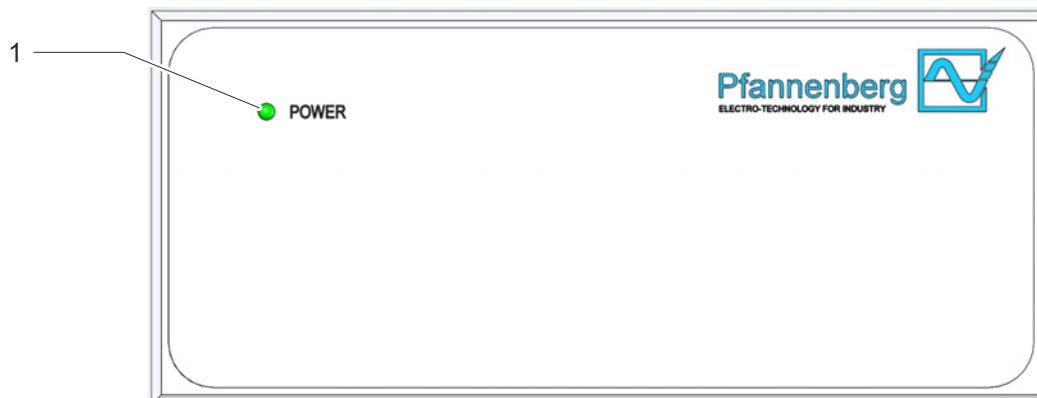 1
POWER
Pfannenberg
ELECTRO-TECHNOLOGY FOR INDUSTRY